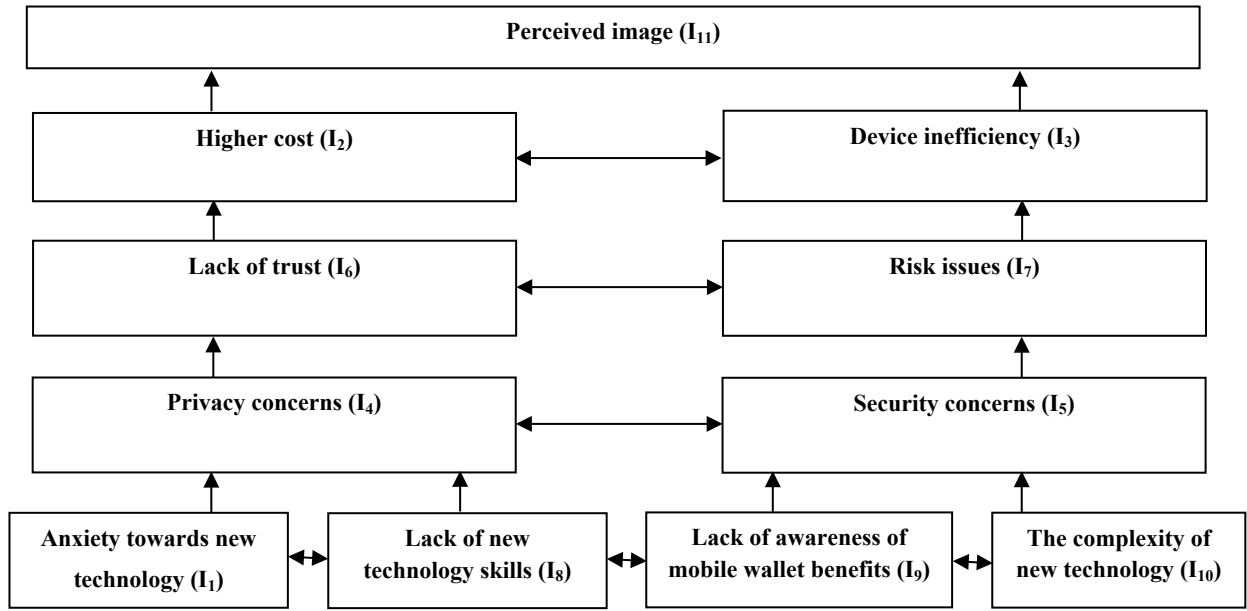 Perceived image (I₁₁)
Higher cost (I₂)
Device inefficiency (I₃)
Lack of trust (I₆)
Risk issues (I₇)
Privacy concerns (I₄)
Security concerns (I₅)
Anxiety towards new
technology (I₁)
Lack of new
technology skills (I₈)
Lack of awareness of
mobile wallet benefits (I₉)
The complexity of
new technology (I₁₀)